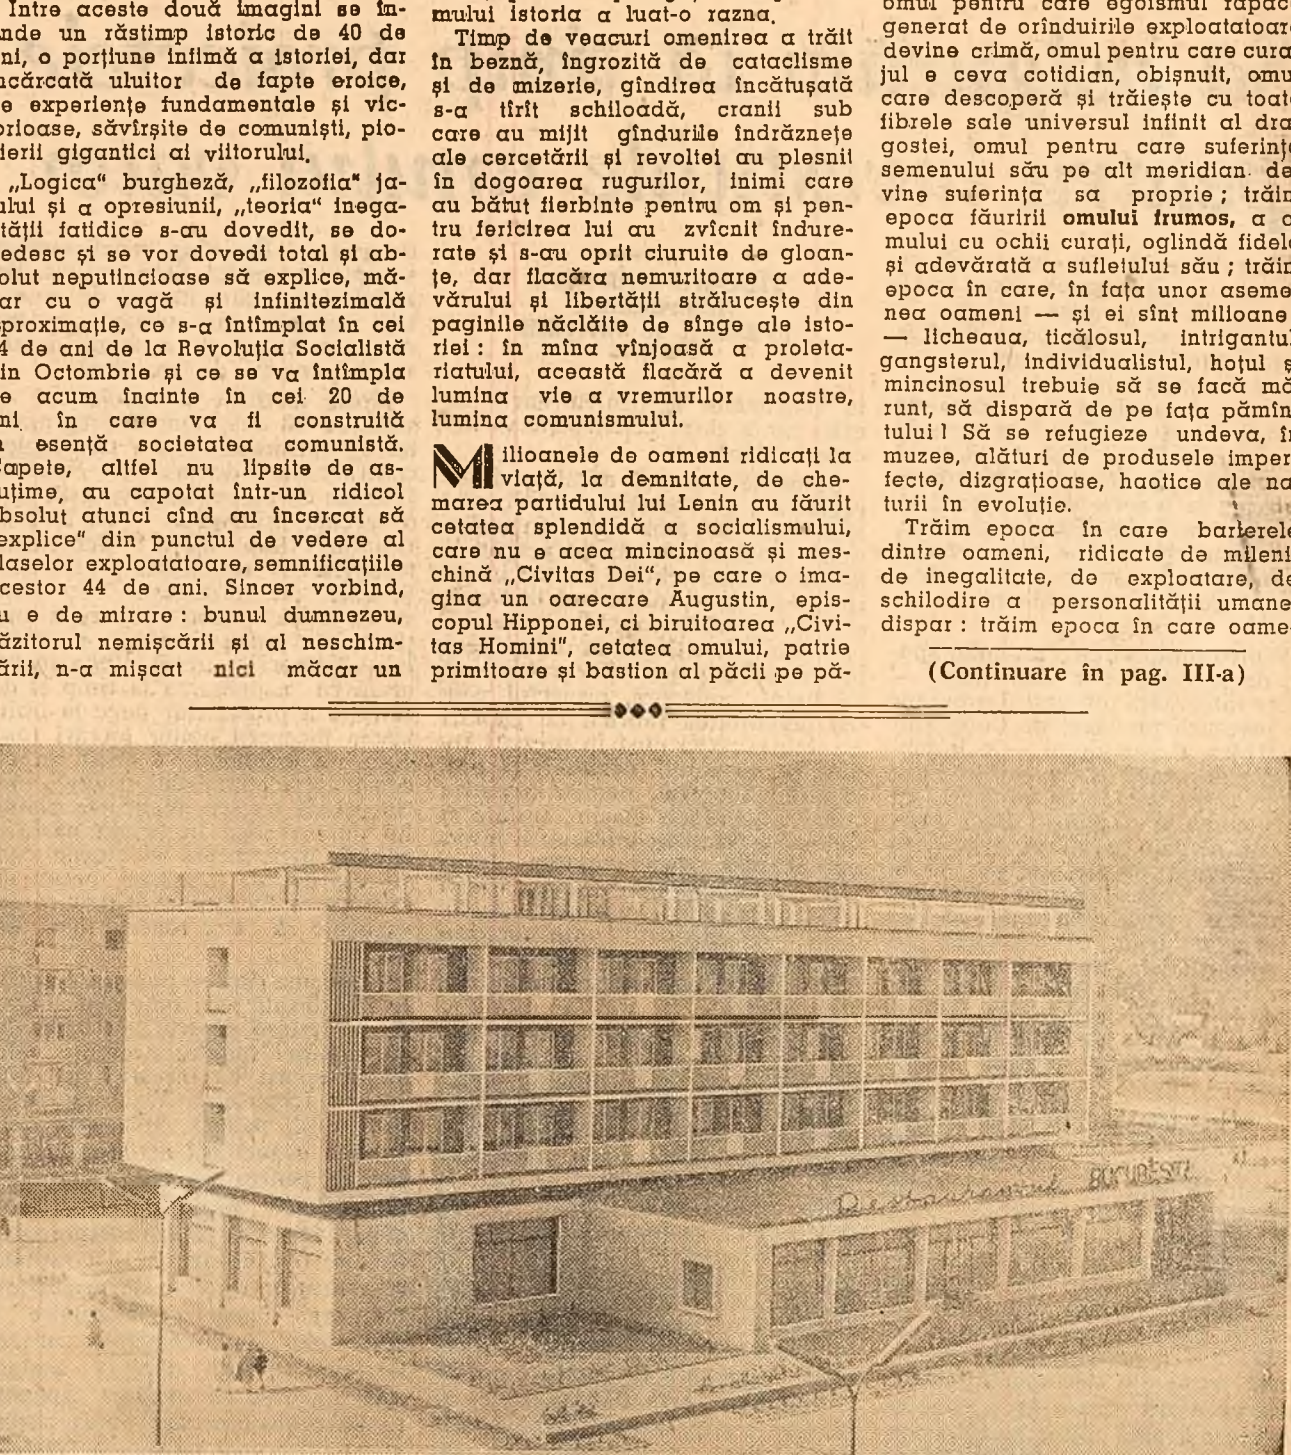 Intre aceste două imagini se în-
nde un răstimp istoric de 40 de
ni, o porțiune infimă a istoriei, dar
ncărcată uluitor de fapte eroice,
e experiențe fundamentale și vic-
orioase, săvîrșite de comuniști, pio-
ierii gigantici ai viitorului.
„Logica“ burgheză, „filozofia“ ja-
ului și a opresiunii, „teoria“ inega-
tății fatidice s-au dovedit, se do-
edesc și se vor dovedi total și ab-
olut neputincioase să explice, mă-
ar cu o vagă și infinitezimală
proximație, ce s-a întîmplat în cei
4 de ani de la Revoluția Socialistă
in Octombrie și ce se va întîmpla
e acum înainte în cei 20 de
ni în care va fi construită
esență societatea comunistă.
apete, altfel nu lipsite de as-
uțime, au capotat într-un ridicol
bsolut atunci cînd au încercat să
explice“ din punctul de vedere al
laselor exploatatoare, semnificațiile
cestor 44 de ani. Sincer vorbind,
u e de mirare : bunul dumnezeu,
ăzitorul nemișcării și al neschim-
ării, n-a mișcat nici măcar un
mului istoria a luat-o razna.
Timp de veacuri omenirea a trăit
în beznă, îngrozită de cataclisme
și de mizerie, gîndirea încătușată
s-a tîrît schiloadă, cranii sub
care au mijit gîndurile îndrăznețe
ale cercetării și revoltei au plesnit
în dogoarea rugurilor, inimi care
au bătut fierbinte pentru om și pen-
tru fericirea lui au zvîcnit îndure-
rate și s-au oprit ciuruite de gloan-
țe, dar flacăra nemuritoare a ade-
vărului și libertății strălucește din
paginile năclăite de sînge ale isto-
riei : în mîna vînjoasă a proleta-
riatului, această flacără a devenit
lumina vie a vremurilor noastre,
lumina comunismului.
Milioanele de oameni ridicați la
viață, la demnitate, de che-
marea partidului lui Lenin au făurit
cetatea splendidă a socialismului,
care nu e acea mincinoasă și mes-
chină „Civitas Dei“, pe care o ima-
gina un oarecare Augustin, epis-
copul Hipponei, ci biruitoarea „Civi-
tas Homini“, cetatea omului, patrie
primitoare și bastion al păcii pe pă-
omul pentru care egoismul rapace
generat de orînduirile exploatatoare
devine crimă, omul pentru care cura-
jul e ceva cotidian, obișnuit, omu
care descoperă și trăiește cu toate
fibrele sale universul infinit al dra
gostei, omul pentru care suferinț
semenului său pe alt meridian de-
vine suferința sa proprie ; trăim
epoca făuririi omului frumos, a o
mului cu ochii curați, oglindă fidel
și adevărată a sufletului său ; trăim
epoca în care, în fața unor aseme
nea oameni — și ei sînt milioane
— licheaua, ticălosul, intrigantul
gangsterul, individualistul, hoțul ș
mincinosul trebuie să se facă mă
runt, să dispară de pe fața pămîn
tului ! Să se refugieze undeva, în
muzee, alături de produsele imper
fecte, dizgrațioase, haotice ale na
turii în evoluție.
Trăim epoca în care barierele
dintre oameni, ridicate de milenii
de inegalitate, de exploatare, de
schilodire a personalității umane
dispar : trăim epoca în care oame-
(Continuare în pag. III-a)
Restaurantul BUCUREȘTI